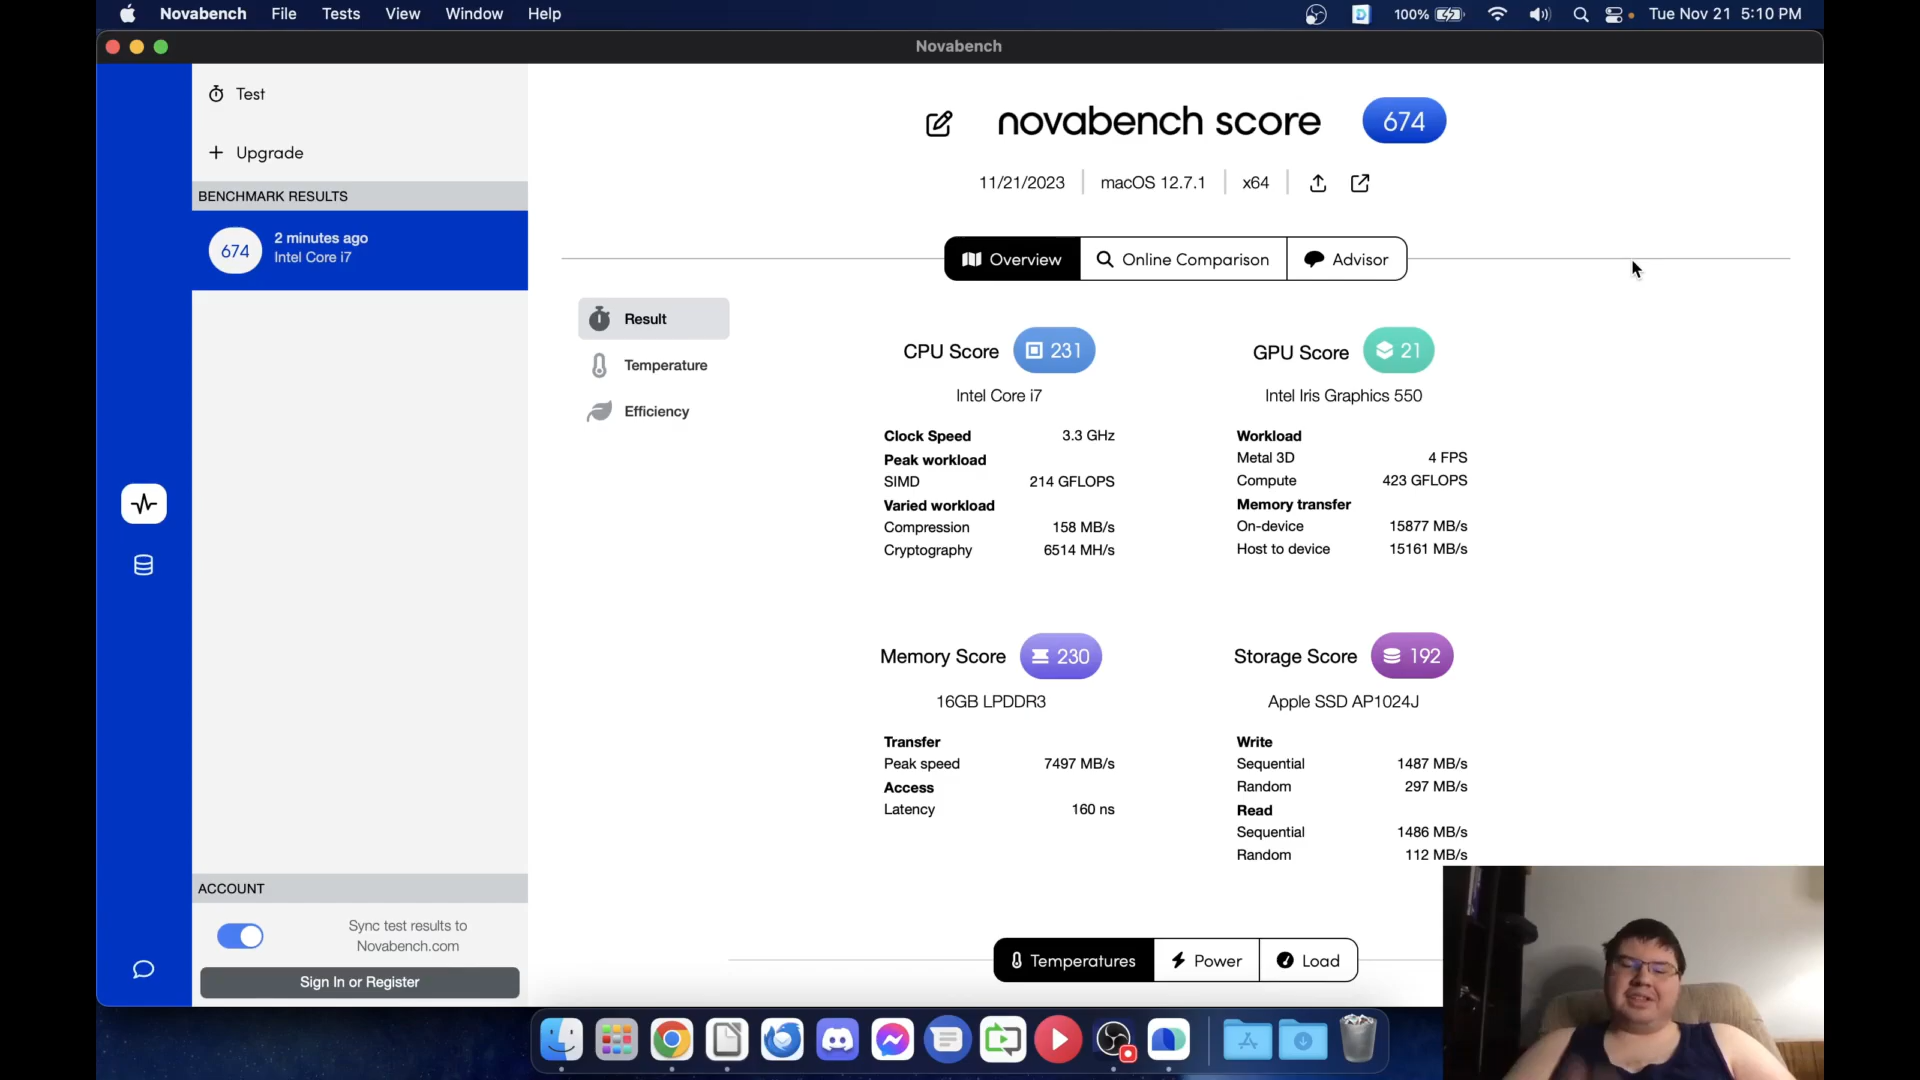 Novabench File Tests View Window Help
100% Tue Nov 21 5:10 PM
Novabench
Test
Upgrade
BENCHMARK RESULTS
674
2 minutes ago
Intel Core i7
ACCOUNT
Sync test results to
Novabench.com
Sign In or Register
novabench score 674
11/21/2023 macOS 12.7.1 x64
Overview Online Comparison Advisor
Result
Temperature
Efficiency
CPU Score 231
Intel Core i7
Clock Speed 3.3 GHz
Peak workload
SIMD 214 GFLOPS
Varied workload
Compression 158 MB/s
Cryptography 6514 MH/s
GPU Score 21
Intel Iris Graphics 550
Workload
Metal 3D 4 FPS
Compute 423 GFLOPS
Memory transfer
On-device 15877 MB/s
Host to device 15161 MB/s
Memory Score 230
16GB LPDDR3
Transfer
Peak speed 7497 MB/s
Access
Latency 160 ns
Storage Score 192
Apple SSD AP1024J
Write
Sequential 1487 MB/s
Random 297 MB/s
Read
Sequential 1486 MB/s
Random 112 MB/s
Temperatures Power Load